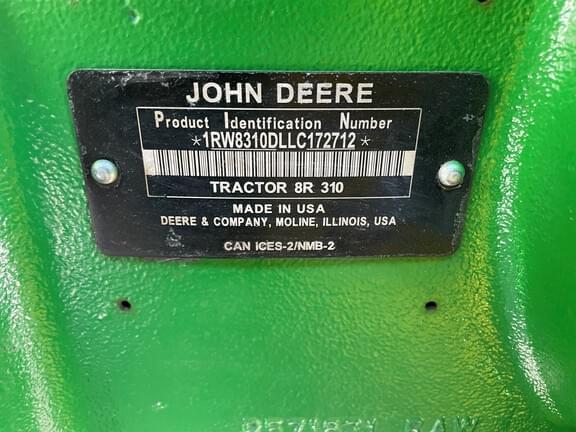 JOHN DEERE
Product Identification Number
*1RW8310DLLC172712*
TRACTOR 8R 310
MADE IN USA
DEERE & COMPANY, MOLINE, ILLINOIS, USA
CAN ICES-2/NMB-2